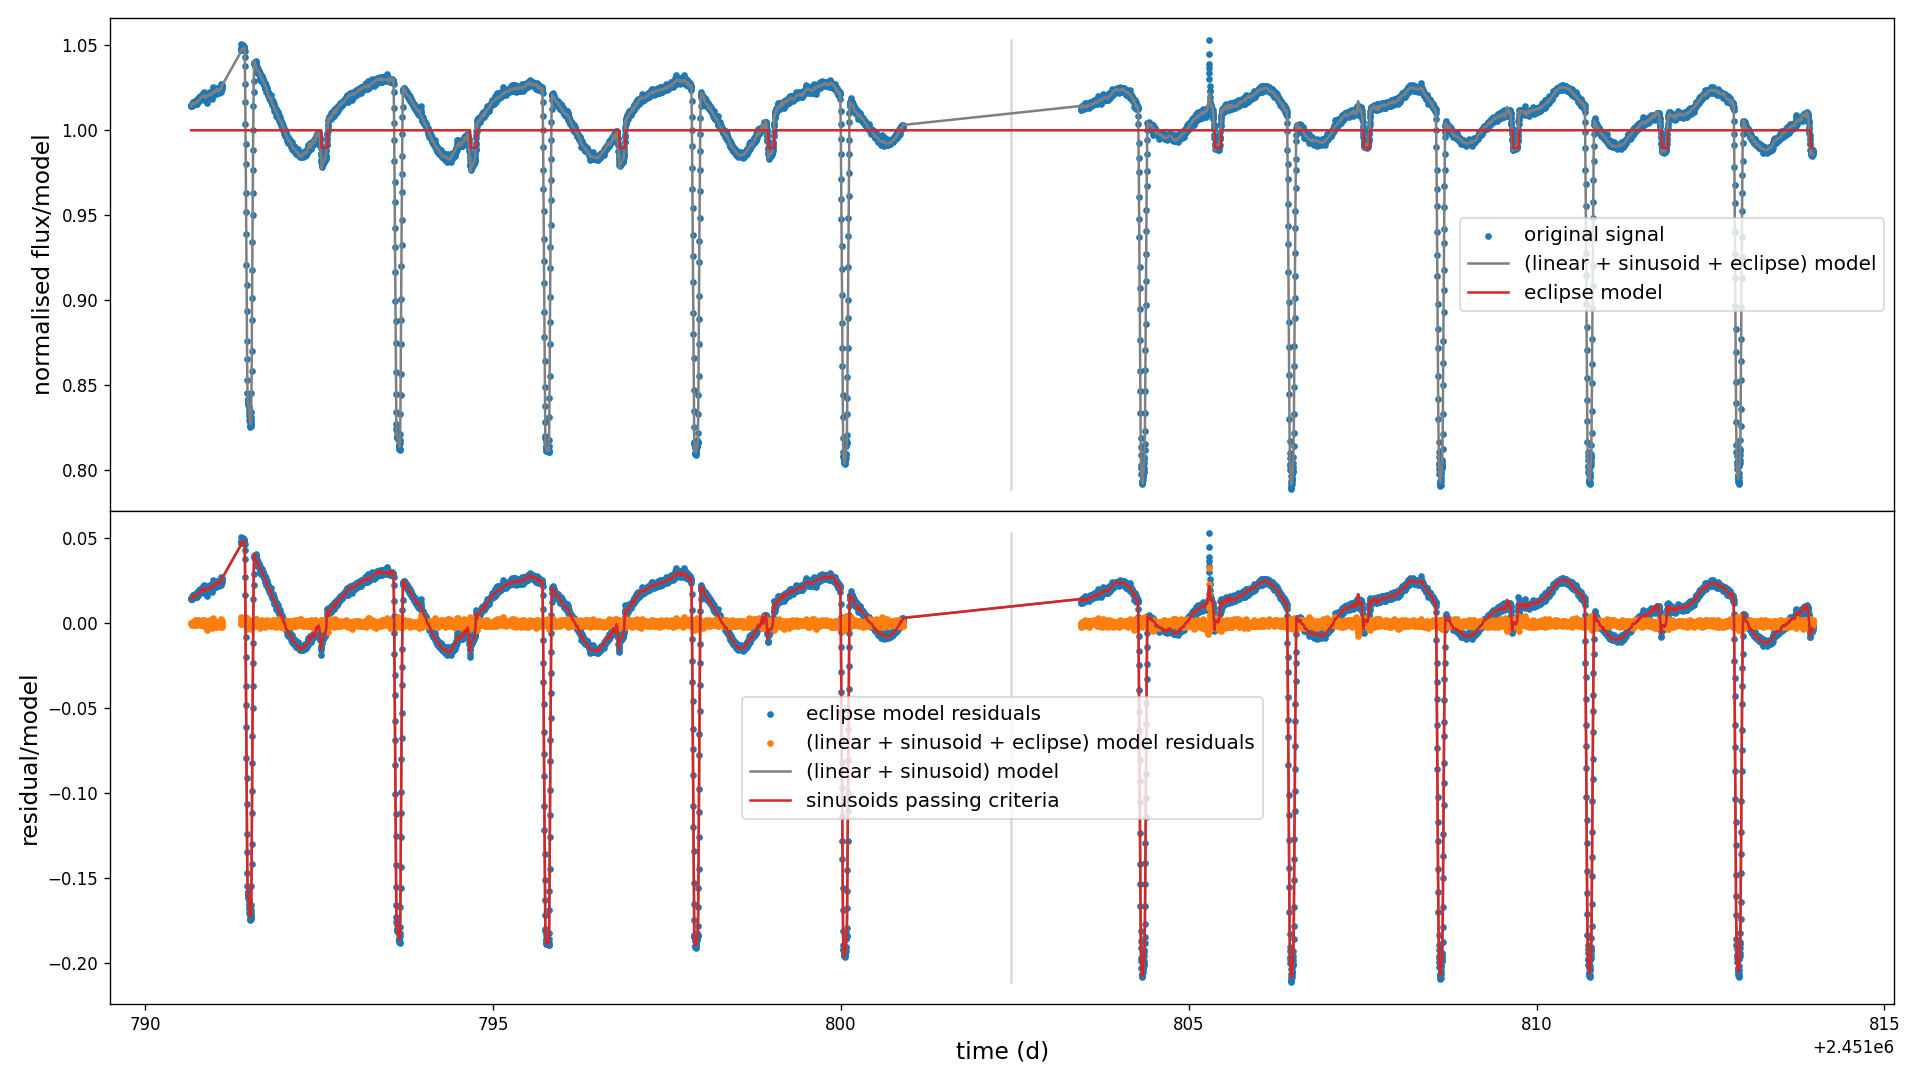 normalised flux/model
1.05
1.00
0.95
0.90
0.85
0.80
original signal
(linear + sinusoid + eclipse) model
eclipse model
residual/model
0.05
0.00
−0.05
−0.10
−0.15
−0.20
eclipse model residuals
(linear + sinusoid + eclipse) model residuals
(linear + sinusoid) model
sinusoids passing criteria
790 795 800 805 810 815
time (d)
+2.451e6